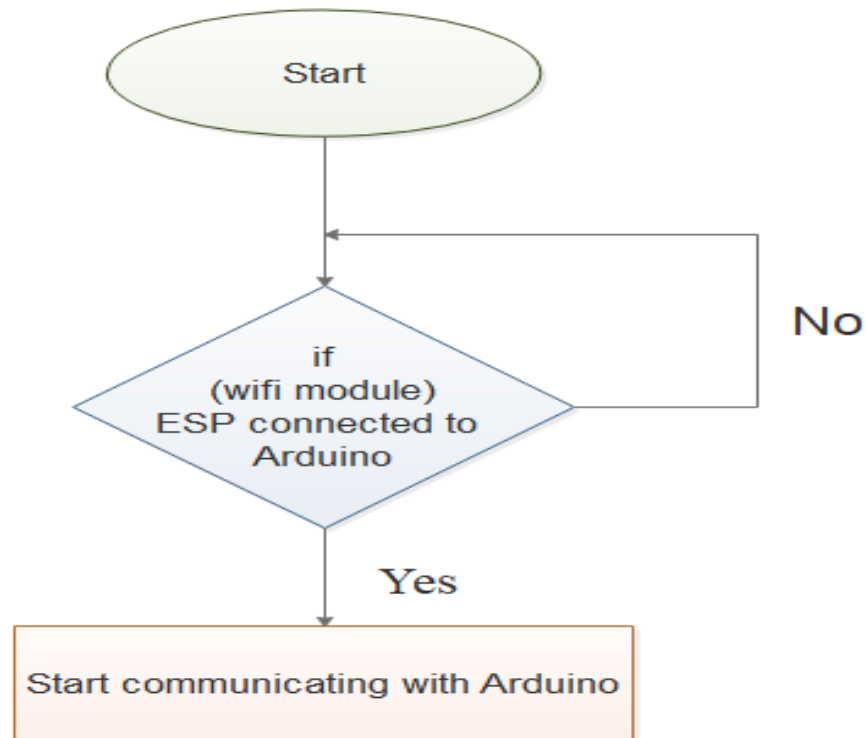 Start
if
(wifi module)
ESP connected to
Arduino
No
Yes
Start communicating with Arduino